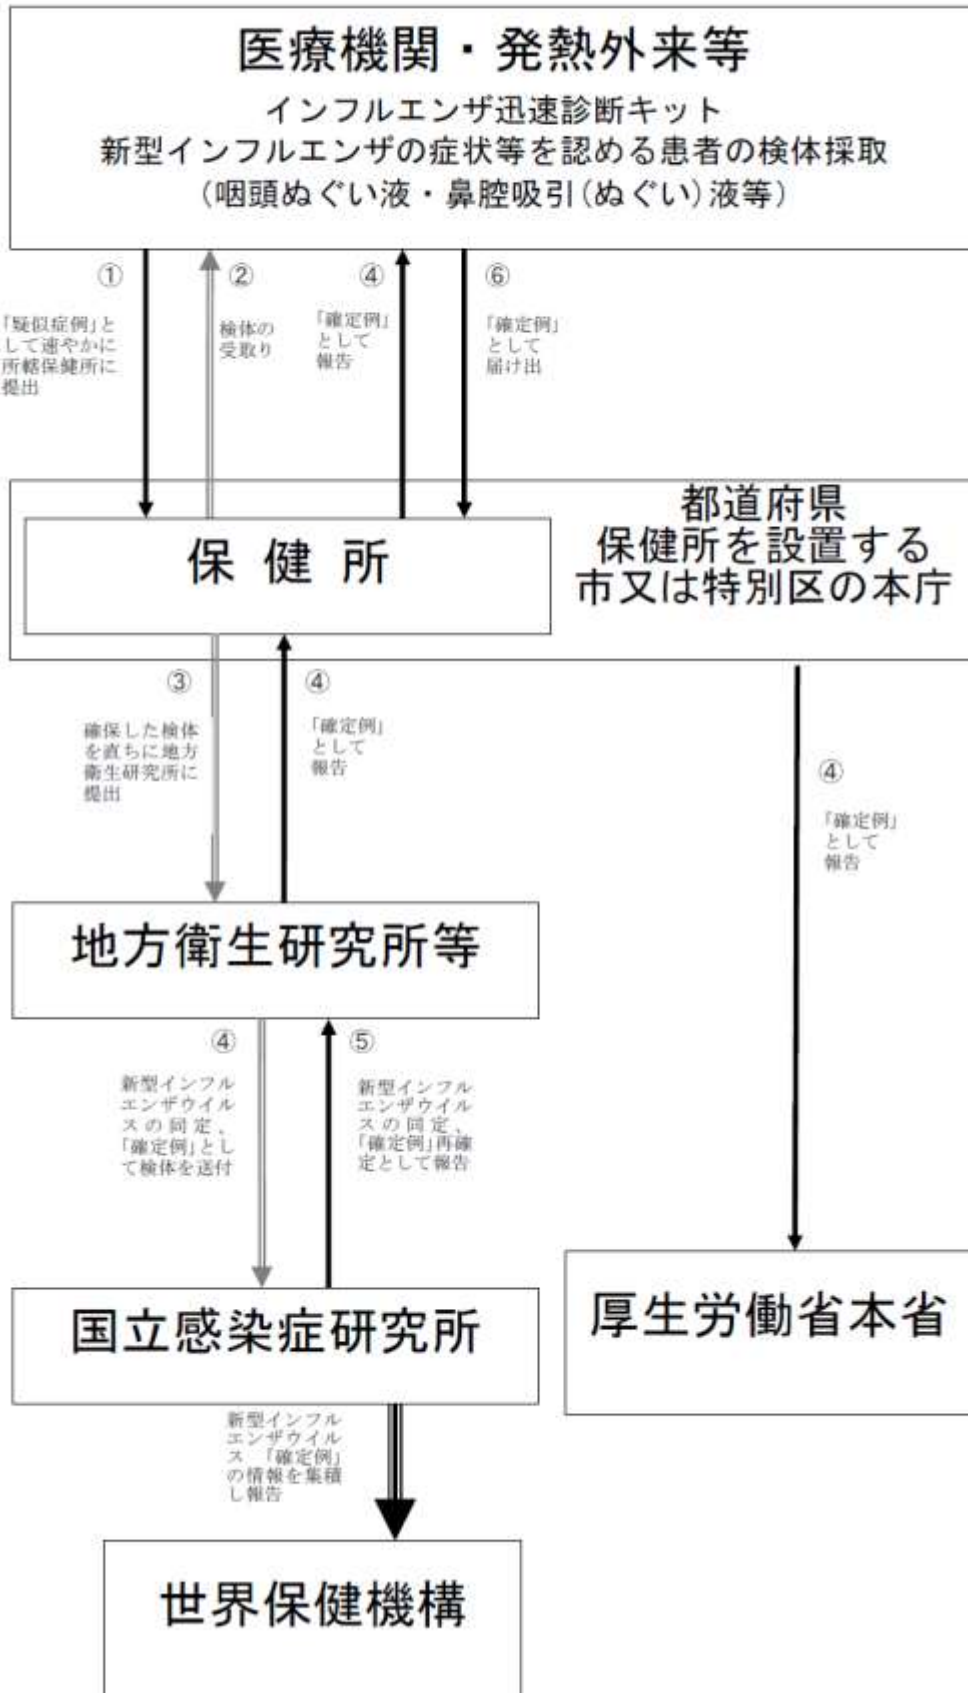 医療機関・発熱外来等
インフルエンザ迅速診断キット
新型インフルエンザの症状等を認める患者の検体採取
（咽頭ぬぐい液・鼻腔吸引（ぬぐい）液等）
①
「疑似症例」と
して速やかに
所轄保健所に
提出
②
検体の
受取り
④
「確定例」
として
報告
⑥
「確定例」
として
届け出
保健所
都道府県
保健所を設置する
市又は特別区の本庁
③
確保した検体
を直ちに地方
衛生研究所に
提出
④
「確定例」
として
報告
④
「確定例」
として
報告
地方衛生研究所等
④
新型インフル
エンザウイル
スの同定、
「確定例」とし
て検体を送付
⑤
新型インフル
エンザウイル
スの同定、
「確定例」再確
定として報告
国立感染症研究所
厚生労働省本省
新型インフル
エンザウイル
ス 「確定例」
の情報を集積
し報告
世界保健機構